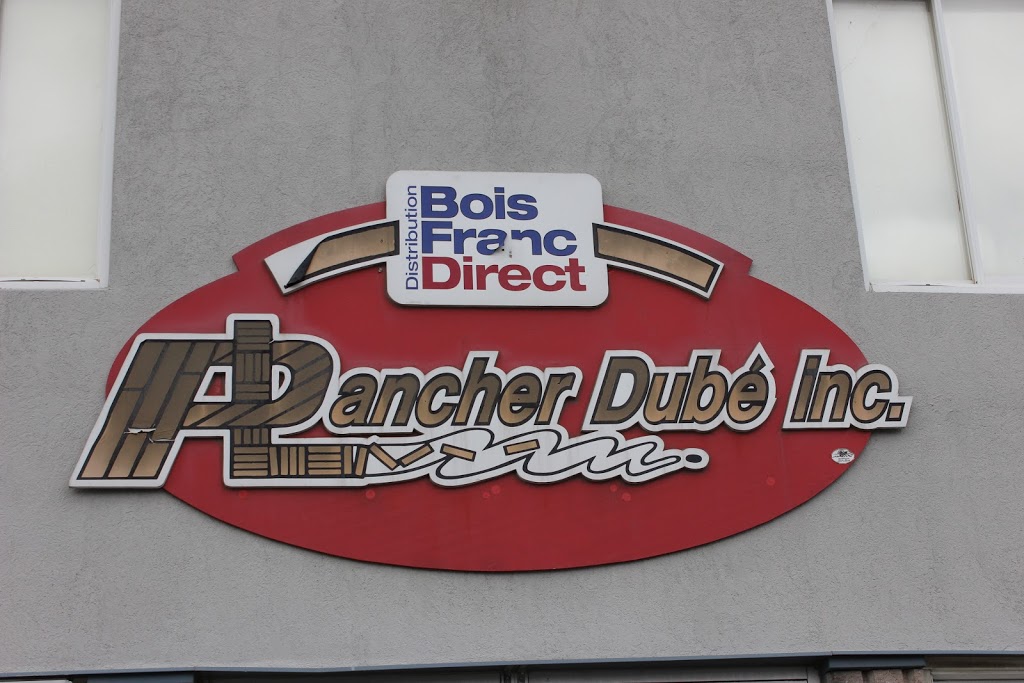 Distribution
Bois
Franc
Direct
Plancher Dubé Inc.